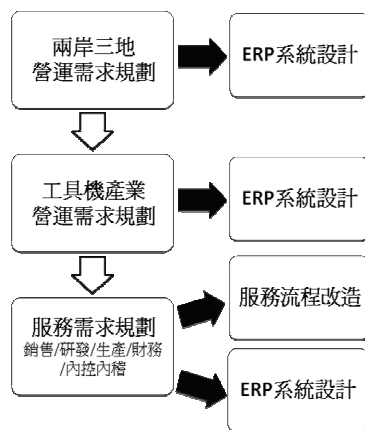 兩岸三地
營運需求規劃
ERP系統設計
工具機產業
營運需求規劃
ERP系統設計
服務需求規劃
銷售/研發/生產/財務
/內控內稽
服務流程改造
ERP系統設計